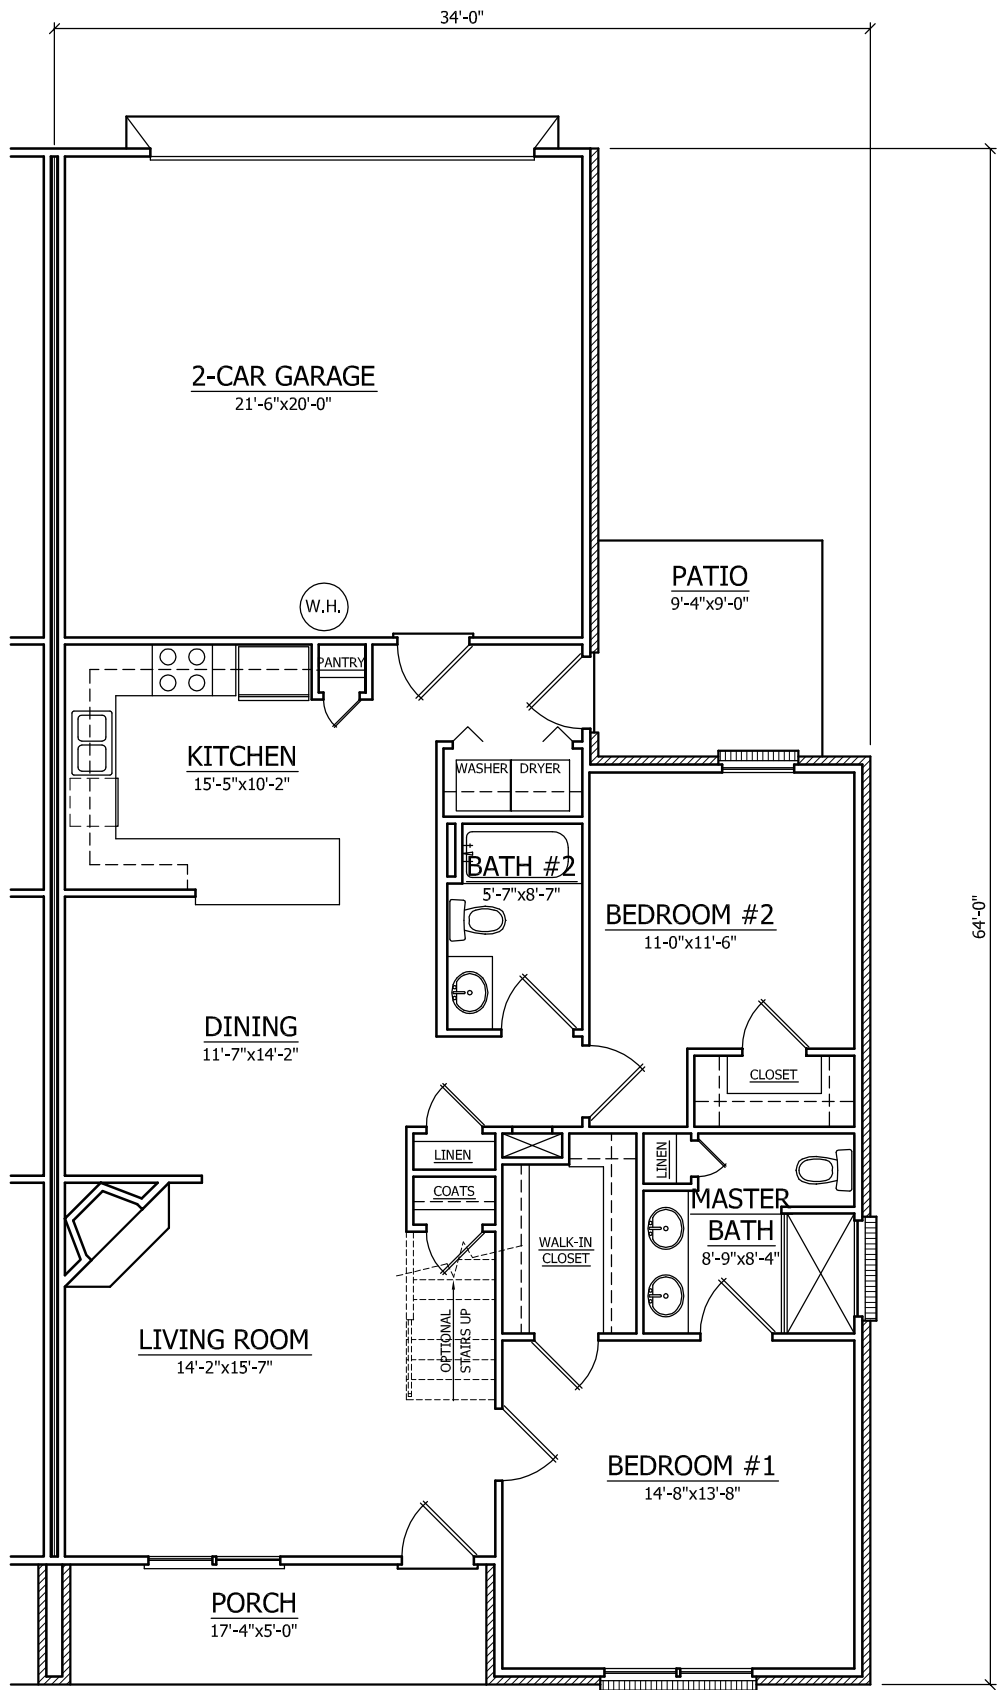 34'-0"
2-CAR GARAGE
21'-6"x20'-0"
PATIO
9'-4"x9'-0"
W.H.
PANTRY
KITCHEN
15'-5"x10'-2"
WASHER
DRYER
BATH #2
5'-7"x8'-7"
BEDROOM #2
11-0"x11'-6"
64'-0"
DINING
11'-7"x14'-2"
CLOSET
LINEN
LINEN
COATS
MASTER
BATH
8'-9"x8'-4"
WALK-IN
CLOSET
LIVING ROOM
14'-2"x15'-7"
OPTIONAL
STAIRS UP
BEDROOM #1
14'-8"x13'-8"
PORCH
17'-4"x5'-0"